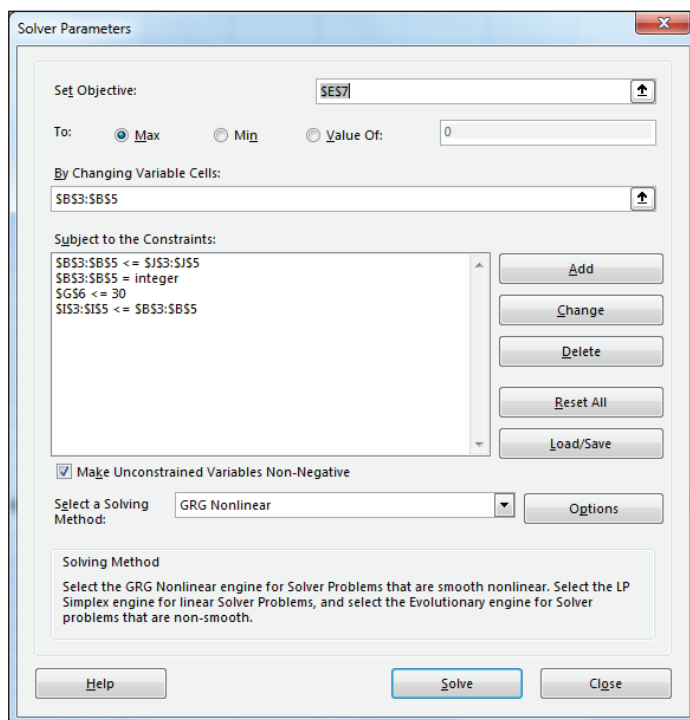 Solver Parameters
Set Objective: $E$7
To: Max Min Value Of: 0
By Changing Variable Cells:
$B$3:$B$5
Subject to the Constraints:
$B$3:$B$5 <= $J$3:$J$5
$B$3:$B$5 = integer
$G$6 <= 30
$I$3:$I$5 <= $B$3:$B$5
Add
Change
Delete
Reset All
Load/Save
Make Unconstrained Variables Non-Negative
Select a Solving
Method:
GRG Nonlinear
Options
Solving Method
Select the GRG Nonlinear engine for Solver Problems that are smooth nonlinear. Select the LP
Simplex engine for linear Solver Problems, and select the Evolutionary engine for Solver
problems that are non-smooth.
Help Solve Close